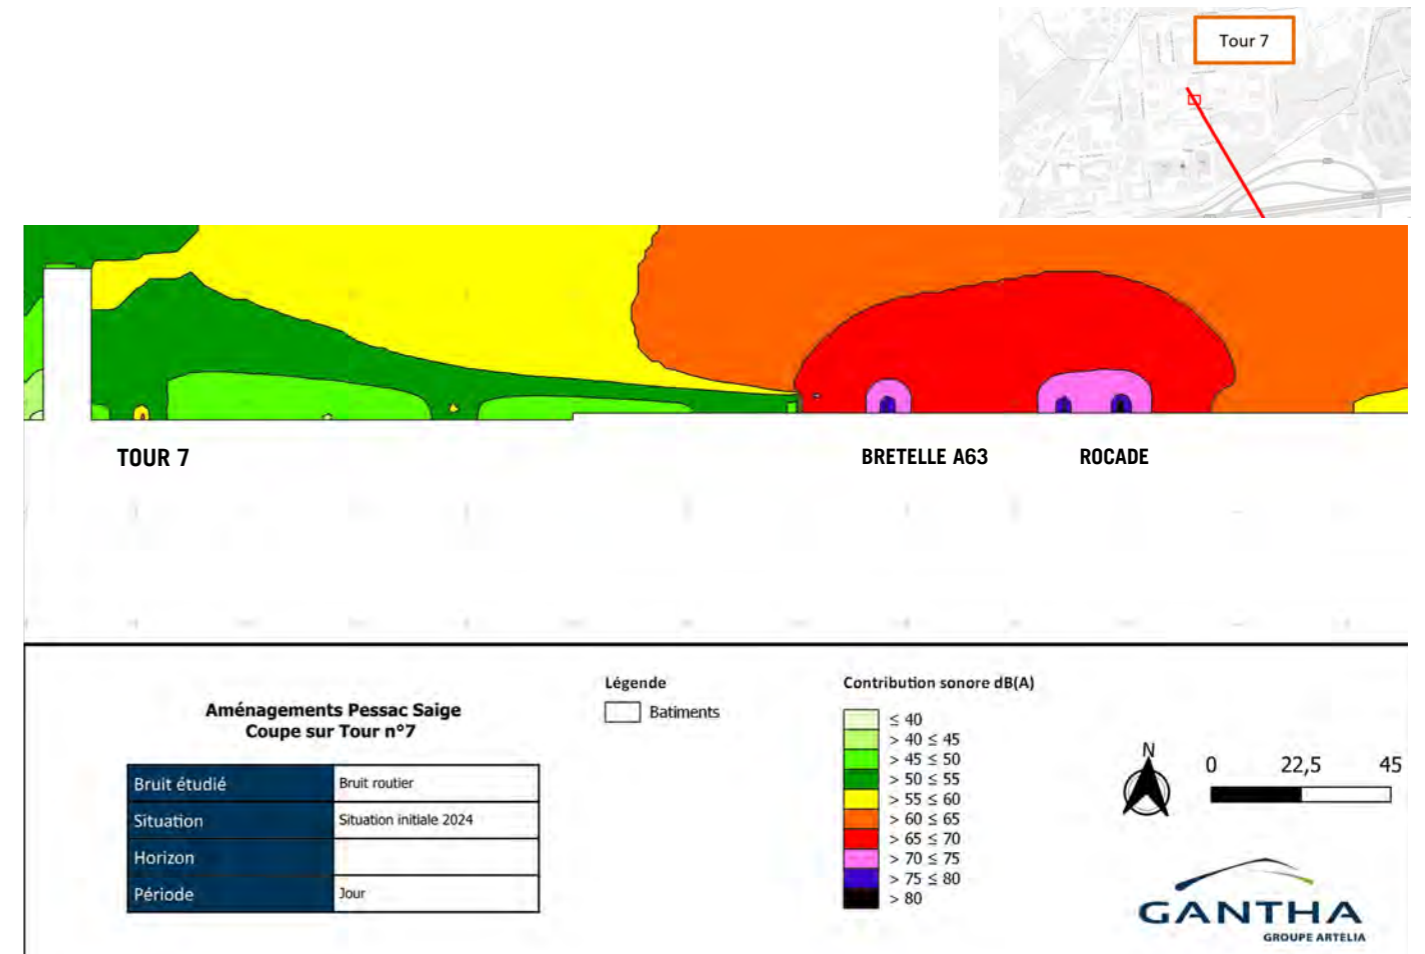 Tour 7
TOUR 7
BRETELLE A63
ROCADE
Aménagements Pessac Saige
Coupe sur Tour n°7
Bruit étudié Bruit routier
Situation Situation initiale 2024
Horizon
Période Jour
Légende
Batiments
Contribution sonore dB(A)
≤ 40
> 40 ≤ 45
> 45 ≤ 50
> 50 ≤ 55
> 55 ≤ 60
> 60 ≤ 65
> 65 ≤ 70
> 70 ≤ 75
> 75 ≤ 80
> 80
N
0 22,5 45
GANTHA
GROUPE ARTELIA